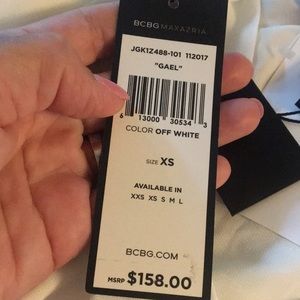 BCBGMAXAZRIA
JGK1Z488-101 112017
"GAEL"
6 13000 30534 3
COLOR OFF WHITE
SIZE XS
AVAILABLE IN
XXS XS S M L
BCBG.COM
MSRP $158.00